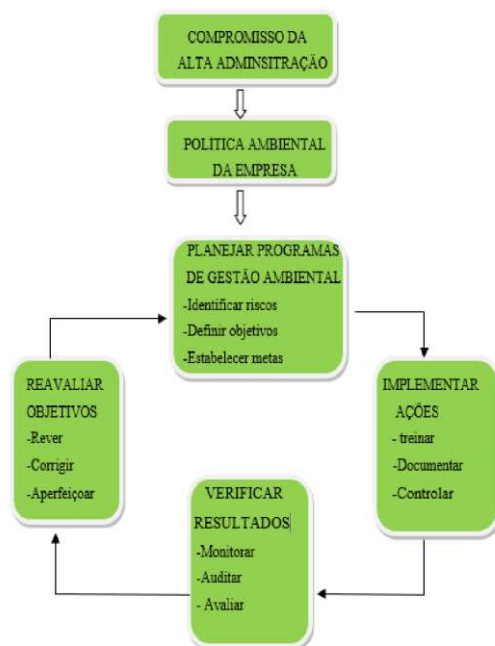 COMPROMISSO DA
ALTA ADMINSITRAÇÃO
POLÍTICA AMBIENTAL
DA EMPRESA
PLANEJAR PROGRAMAS
DE GESTÃO AMBIENTAL
-Identificar riscos
-Definir objetivos
-Estabelecer metas
IMPLEMENTAR
AÇÕES
- treinar
-Documentar
-Controlar
VERIFICAR
RESULTADOS
-Monitorar
-Auditar
- Avaliar
REAVALIAR
OBJETIVOS
-Rever
-Corrigir
-Aperfeiçoar